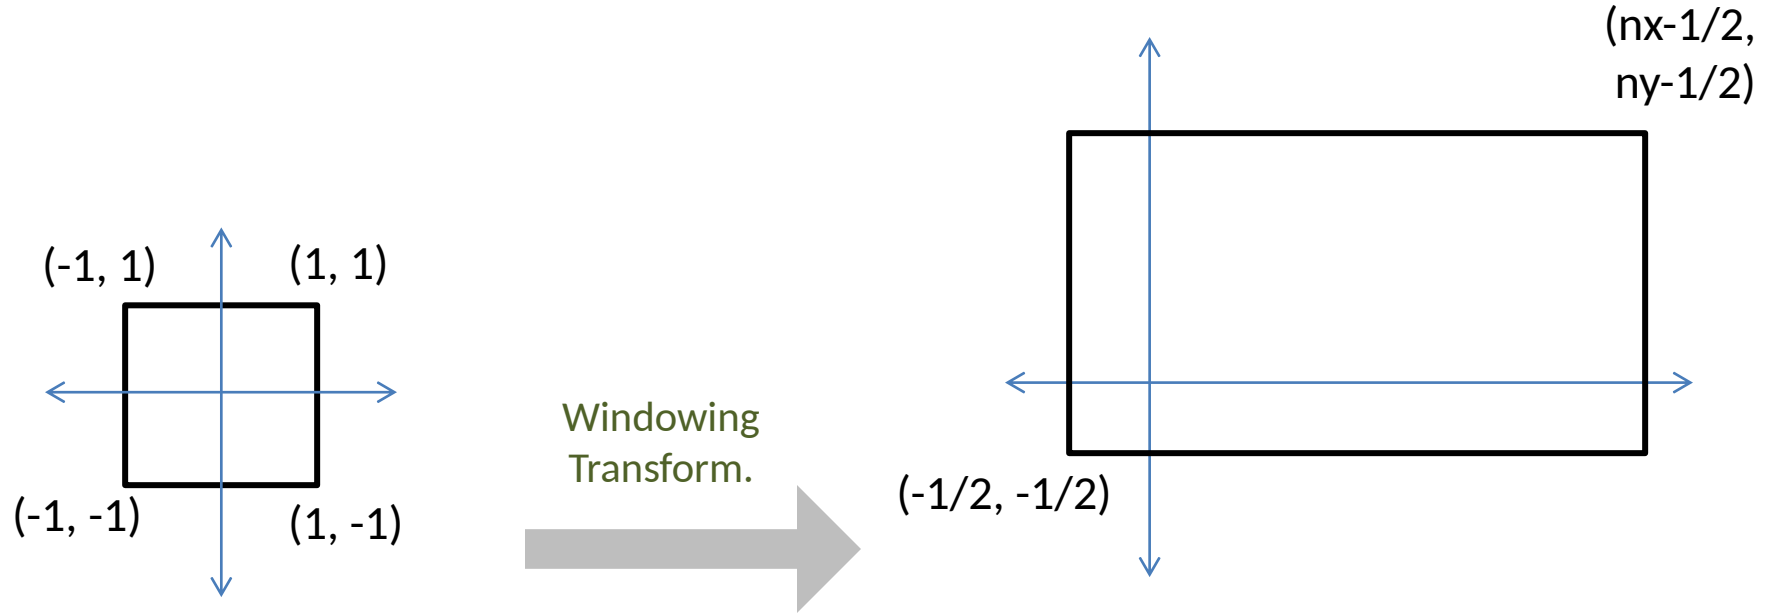 (-1, 1)
(1, 1)
(-1, -1)
(1, -1)
Windowing
Transform.
(nx-1/2,
ny-1/2)
(-1/2, -1/2)